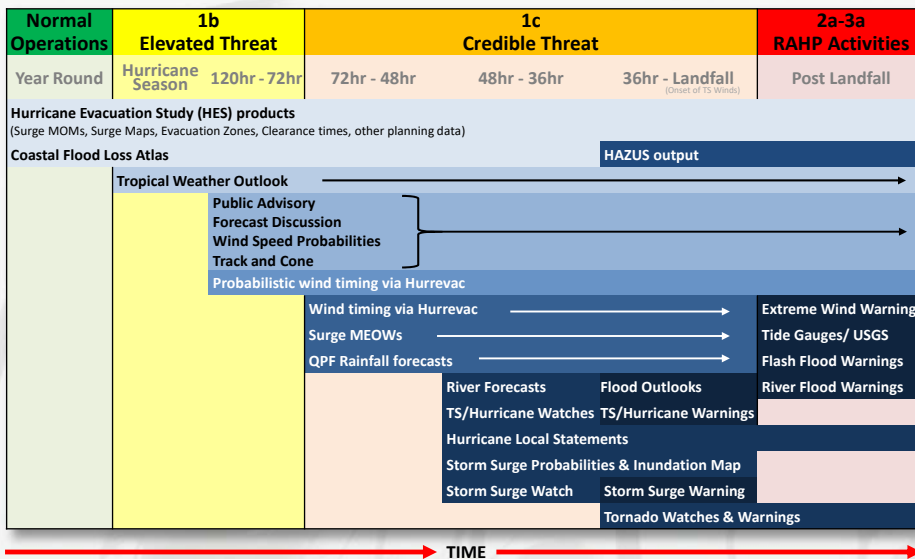 Normal Operations
1b
Elevated Threat
1c
Credible Threat
2a-3a
RAHP Activities
Year Round
Hurricane Season
120hr - 72hr
72hr - 48hr
48hr - 36hr
36hr - Landfall
(Onset of TS Winds)
Post Landfall
Hurricane Evacuation Study (HES) products
(Surge MOMs, Surge Maps, Evacuation Zones, Clearance times, other planning data)
Coastal Flood Loss Atlas
HAZUS output
Tropical Weather Outlook
Public Advisory
Forecast Discussion
Wind Speed Probabilities
Track and Cone
Probabilistic wind timing via Hurrevac
Wind timing via Hurrevac
Extreme Wind Warning
Surge MEOWs
Tide Gauges/ USGS
QPF Rainfall forecasts
Flash Flood Warnings
River Forecasts
Flood Outlooks
River Flood Warnings
TS/Hurricane Watches
TS/Hurricane Warnings
Hurricane Local Statements
Storm Surge Probabilities & Inundation Map
Storm Surge Watch
Storm Surge Warning
Tornado Watches & Warnings
TIME